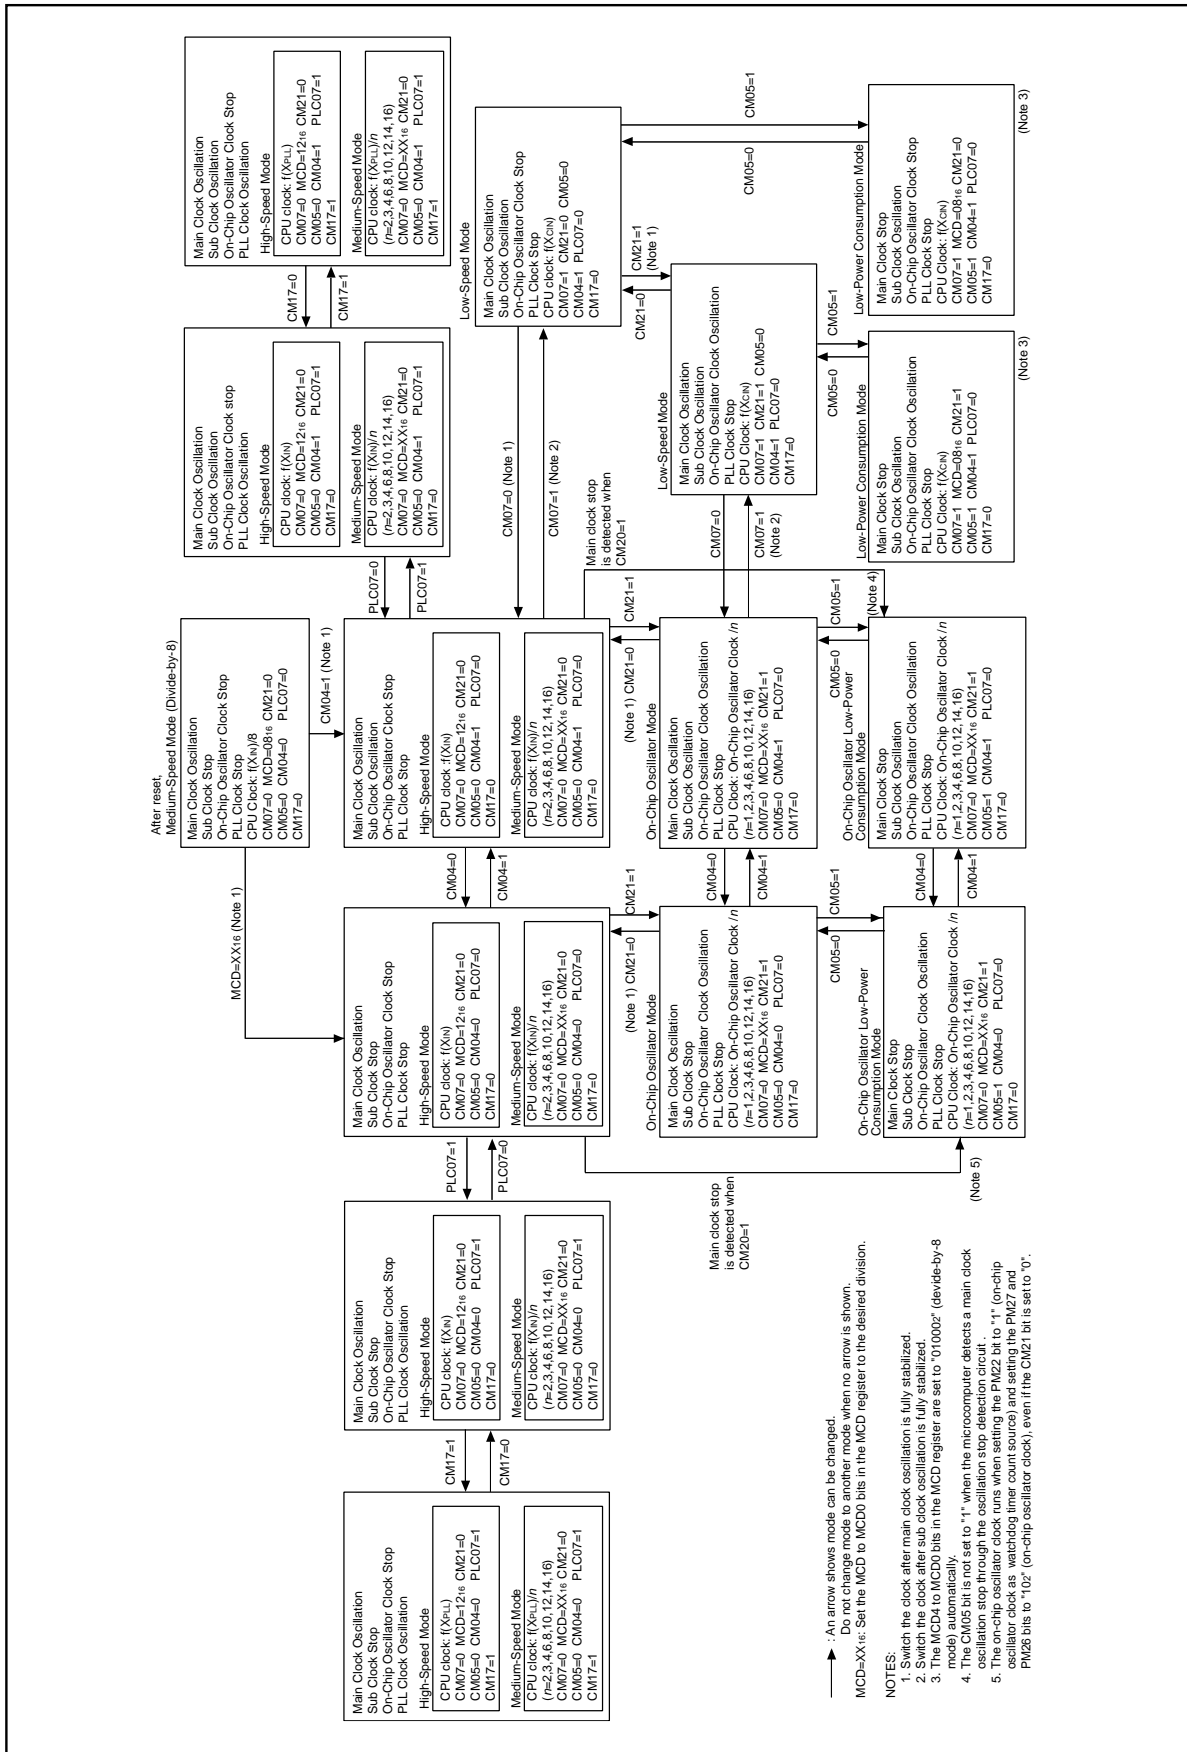 After reset,
Medium-Speed Mode (Divide-by-8)
Main Clock Oscillation
Sub Clock Stop
On-Chip Oscillator Clock Stop
PLL Clock Stop
CPU Clock: f(XIN)/8
CM07=0 MCD=0816 CM21=0
CM05=0 CM04=0 PLC07=0
CM17=0
MCD=XX16 (Note 1)
CM04=1 (Note 1)
Main Clock Oscillation
Sub Clock Oscillation
On-Chip Oscillator Clock stop
PLL Clock Oscillation
High-Speed Mode
CPU clock: f(XIN)
CM07=0 MCD=1216 CM21=0
CM05=0 CM04=1 PLC07=1
CM17=0
Medium-Speed Mode
CPU clock: f(XIN)/n
(n=2,3,4,6,8,10,12,14,16)
CM07=0 MCD=XX16 CM21=0
CM05=0 CM04=1 PLC07=1
CM17=0
CM17=0
CM17=1
Main Clock Oscillation
Sub Clock Oscillation
On-Chip Oscillator Clock Stop
PLL Clock Oscillation
High-Speed Mode
CPU clock: f(XPLL)
CM07=0 MCD=1216 CM21=0
CM05=0 CM04=1 PLC07=1
CM17=1
Medium-Speed Mode
CPU clock: f(XPLL)/n
(n=2,3,4,6,8,10,12,14,16)
CM07=0 MCD=XX16 CM21=0
CM05=0 CM04=1 PLC07=1
CM17=1
PLC07=0
PLC07=1
Main Clock Oscillation
Sub Clock Stop
On-Chip Oscillator Clock Stop
PLL Clock Oscillation
High-Speed Mode
CPU clock: f(XPLL)
CM07=0 MCD=1216 CM21=0
CM05=0 CM04=0 PLC07=1
CM17=1
Medium-Speed Mode
CPU clock: f(XPLL)/n
(n=2,3,4,6,8,10,12,14,16)
CM07=0 MCD=XX16 CM21=0
CM05=0 CM04=0 PLC07=1
CM17=1
CM17=1
CM17=0
Main Clock Oscillation
Sub Clock Stop
On-Chip Oscillator Clock Stop
PLL Clock Oscillation
High-Speed Mode
CPU clock: f(XIN)
CM07=0 MCD=1216 CM21=0
CM05=0 CM04=0 PLC07=1
CM17=0
Medium-Speed Mode
CPU clock: f(XIN)/n
(n=2,3,4,6,8,10,12,14,16)
CM07=0 MCD=XX16 CM21=0
CM05=0 CM04=0 PLC07=1
CM17=0
PLC07=1
PLC07=0
Main Clock Oscillation
Sub Clock Stop
On-Chip Oscillator Clock Stop
PLL Clock Stop
High-Speed Mode
CPU clock: f(XIN)
CM07=0 MCD=1216 CM21=0
CM05=0 CM04=0 PLC07=0
CM17=0
Medium-Speed Mode
CPU clock: f(XIN)/n
(n=2,3,4,6,8,10,12,14,16)
CM07=0 MCD=XX16 CM21=0
CM05=0 CM04=0 PLC07=0
CM17=0
CM04=0
CM04=1
Main Clock Oscillation
Sub Clock Oscillation
On-Chip Oscillator Clock Stop
PLL Clock Stop
High-Speed Mode
CPU clock :f(XIN)
CM07=0 MCD=1216 CM21=0
CM05=0 CM04=1 PLC07=0
CM17=0
Medium-Speed Mode
CPU clock: f(XIN)/n
(n=2,3,4,6,8,10,12,14,16)
CM07=0 MCD=XX16 CM21=0
CM05=0 CM04=1 PLC07=0
CM17=0
CM07=0 (Note 1)
CM07=1 (Note 2)
Low-Speed Mode
Main Clock Oscillation
Sub Clock Oscillation
On-Chip Oscillator Clock Stop
PLL Clock Stop
CPU clock: f(XCIN)
CM07=1 CM21=0 CM05=0
CM04=1 PLC07=0
CM17=0
Main clock stop
is detected when
CM20=1
(Note 1) CM21=0
CM21=1
(Note 1) CM21=0
CM21=1
CM21=0
CM21=1
(Note 1)
CM05=0
CM05=1
On-Chip Oscillator Mode
Main Clock Oscillation
Sub Clock Stop
On-Chip Oscillator Clock Oscillation
PLL Clock Stop
CPU Clock: On-Chip Oscillator Clock /n
(n=1,2,3,4,6,8,10,12,14,16)
CM07=0 MCD=XX16 CM21=1
CM05=0 CM04=0 PLC07=0
CM17=0
CM04=0
CM04=1
On-Chip Oscillator Mode
Main Clock Oscillation
Sub Clock Oscillation
On-Chip Oscillator Clock Oscillation
PLL Clock Stop
CPU Clock: On-Chip Oscillator Clock /n
(n=1,2,3,4,6,8,10,12,14,16)
CM07=0 MCD=XX16 CM21=1
CM05=0 CM04=1 PLC07=0
CM17=0
CM07=0
CM07=1
(Note 2)
Low-Speed Mode
Main Clock Oscillation
Sub Clock Oscillation
On-Chip Oscillator Clock Oscillation
PLL Clock Stop
CPU Clock: f(XCIN)
CM07=1 CM21=1 CM05=0
CM04=1 PLC07=0
CM17=0
Main clock stop
is detected when
CM20=1
CM05=0
CM05=1
CM05=0
CM05=1
(Note 4)
CM05=0
CM05=1
On-Chip Oscillator Low-Power
Consumption Mode
Main Clock Stop
Sub Clock Stop
On-Chip Oscillator Clock Oscillation
PLL Clock Stop
CPU Clock: On-Chip Oscillator Clock /n
(n=1,2,3,4,6,8,10,12,14,16)
CM07=0 MCD=XX16 CM21=1
CM05=1 CM04=0 PLC07=0
CM17=0
(Note 5)
CM04=0
CM04=1
On-Chip Oscillator Low-Power
Consumption Mode
Main Clock Stop
Sub Clock Oscillation
On-Chip Oscillator Clock Oscillation
PLL Clock Stop
CPU Clock: On-Chip Oscillator Clock /n
(n=1,2,3,4,6,8,10,12,14,16)
CM07=0 MCD=XX16 CM21=1
CM05=1 CM04=1 PLC07=0
CM17=0
Low-Power Consumption Mode
Main Clock Stop
Sub Clock Oscillation
On-Chip Oscillator Clock Oscillation
PLL Clock Stop
CPU Clock: f(XCIN)
CM07=1 MCD=0816 CM21=1
CM05=1 CM04=1 PLC07=0
CM17=0
(Note 3)
Low-Power Consumption Mode
Main Clock Stop
Sub Clock Oscillation
On-Chip Oscillator Clock Stop
PLL Clock Stop
CPU Clock: f(XCIN)
CM07=1 MCD=0816 CM21=0
CM05=1 CM04=1 PLC07=0
CM17=0
(Note 3)
: An arrow shows mode can be changed.
Do not change mode to another mode when no arrow is shown.
MCD=XX16: Set the MCD to MCD0 bits in the MCD register to the desired division.
NOTES:
1. Switch the clock after main clock oscillation is fully stabilized.
2. Switch the clock after sub clock oscillation is fully stabilized.
3. The MCD4 to MCD0 bits in the MCD register are set to "010002" (devide-by-8
mode) automatically.
4. The CM05 bit is not set to "1" when the microcomputer detects a main clock
oscillation stop through the oscillation stop detection circuit .
5. The on-chip oscillator clock runs when setting the PM22 bit to "1" (on-chip
oscillator clock as watchdog timer count source) and setting the PM27 and
PM26 bits to "102" (on-chip oscillator clock), even if the CM21 bit is set to "0".